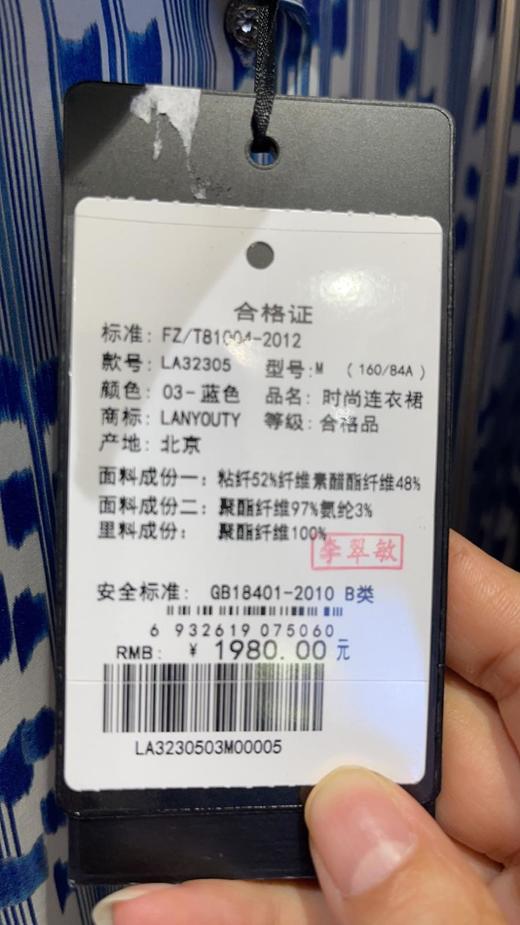 合格证
标准: FZ/T81004-2012
款号: LA32305 型号: M (160/84A)
颜色: 03-蓝色 品名: 时尚连衣裙
商标: LANYOUTY 等级: 合格品
产地: 北京
面料成份一: 粘纤52%纤维素醋酯纤维48%
面料成份二: 聚酯纤维97%氨纶3%
里料成份: 聚酯纤维100%
李翠敏
安全标准: GB18401-2010 B类
6 932619 075060
RMB: ¥ 1980.00 元
LA3230503M00005